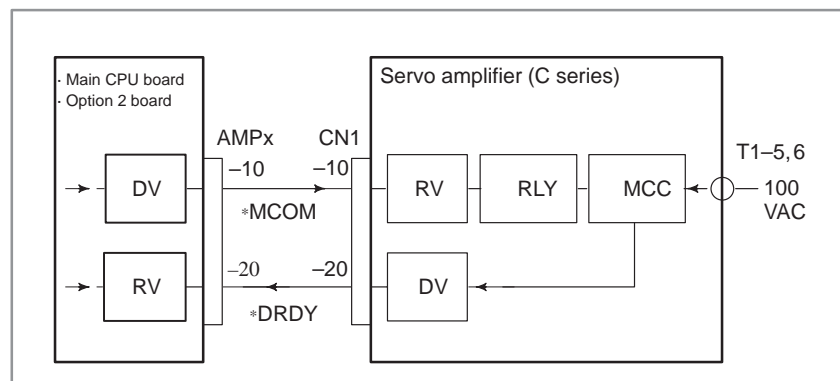 · Main CPU board
· Option 2 board
Servo amplifier (C series)
AMPx
CN1
T1–5, 6
–10
–10
DV
RV
RLY
MCC
100
VAC
*MCOM
–20
–20
RV
DV
*DRDY